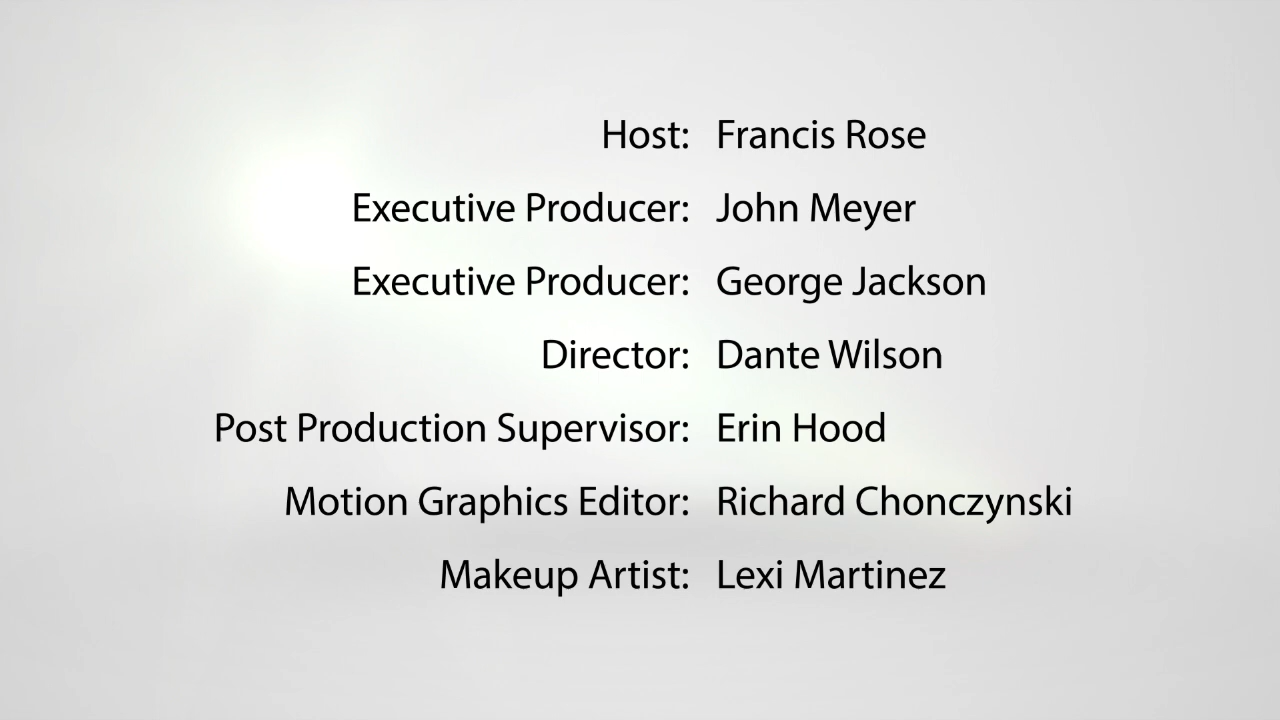 Host: Francis Rose
Executive Producer: John Meyer
Executive Producer: George Jackson
Director: Dante Wilson
Post Production Supervisor: Erin Hood
Motion Graphics Editor: Richard Chonczynski
Makeup Artist: Lexi Martinez